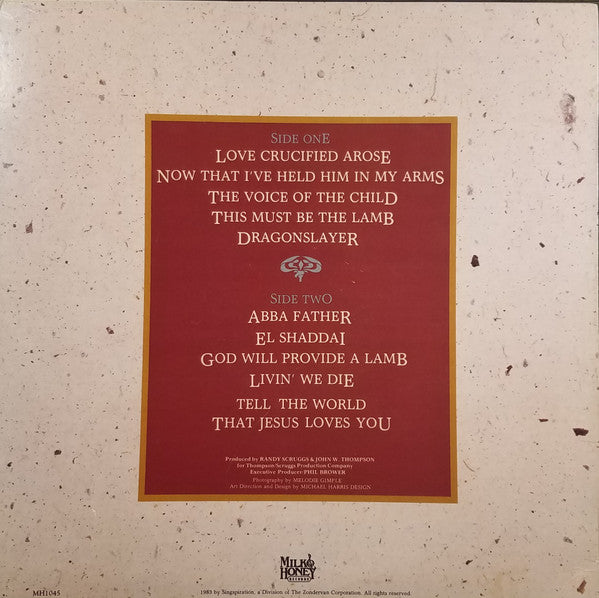 SIDE ONE
LOVE CRUCIFIED AROSE
NOW THAT I'VE HELD HIM IN MY ARMS
THE VOICE OF THE CHILD
THIS MUST BE THE LAMB
DRAGONSLAYER
SIDE TWO
ABBA FATHER
EL SHADDAI
GOD WILL PROVIDE A LAMB
LIVIN' WE DIE
TELL THE WORLD
THAT JESUS LOVES YOU
Produced by RANDY SCRUGGS & JOHN W. THOMPSON
for Thompson/Scruggs Production Company
Executive Producer-PHIL BROWER
Photography by MELODIE GIMPLE
Art Direction and Design by MICHAEL HARRIS DESIGN
MILK & HONEY
RECORDS
MH1045
1983 by Singspiration, a Division of The Zondervan Corporation. All rights reserved.